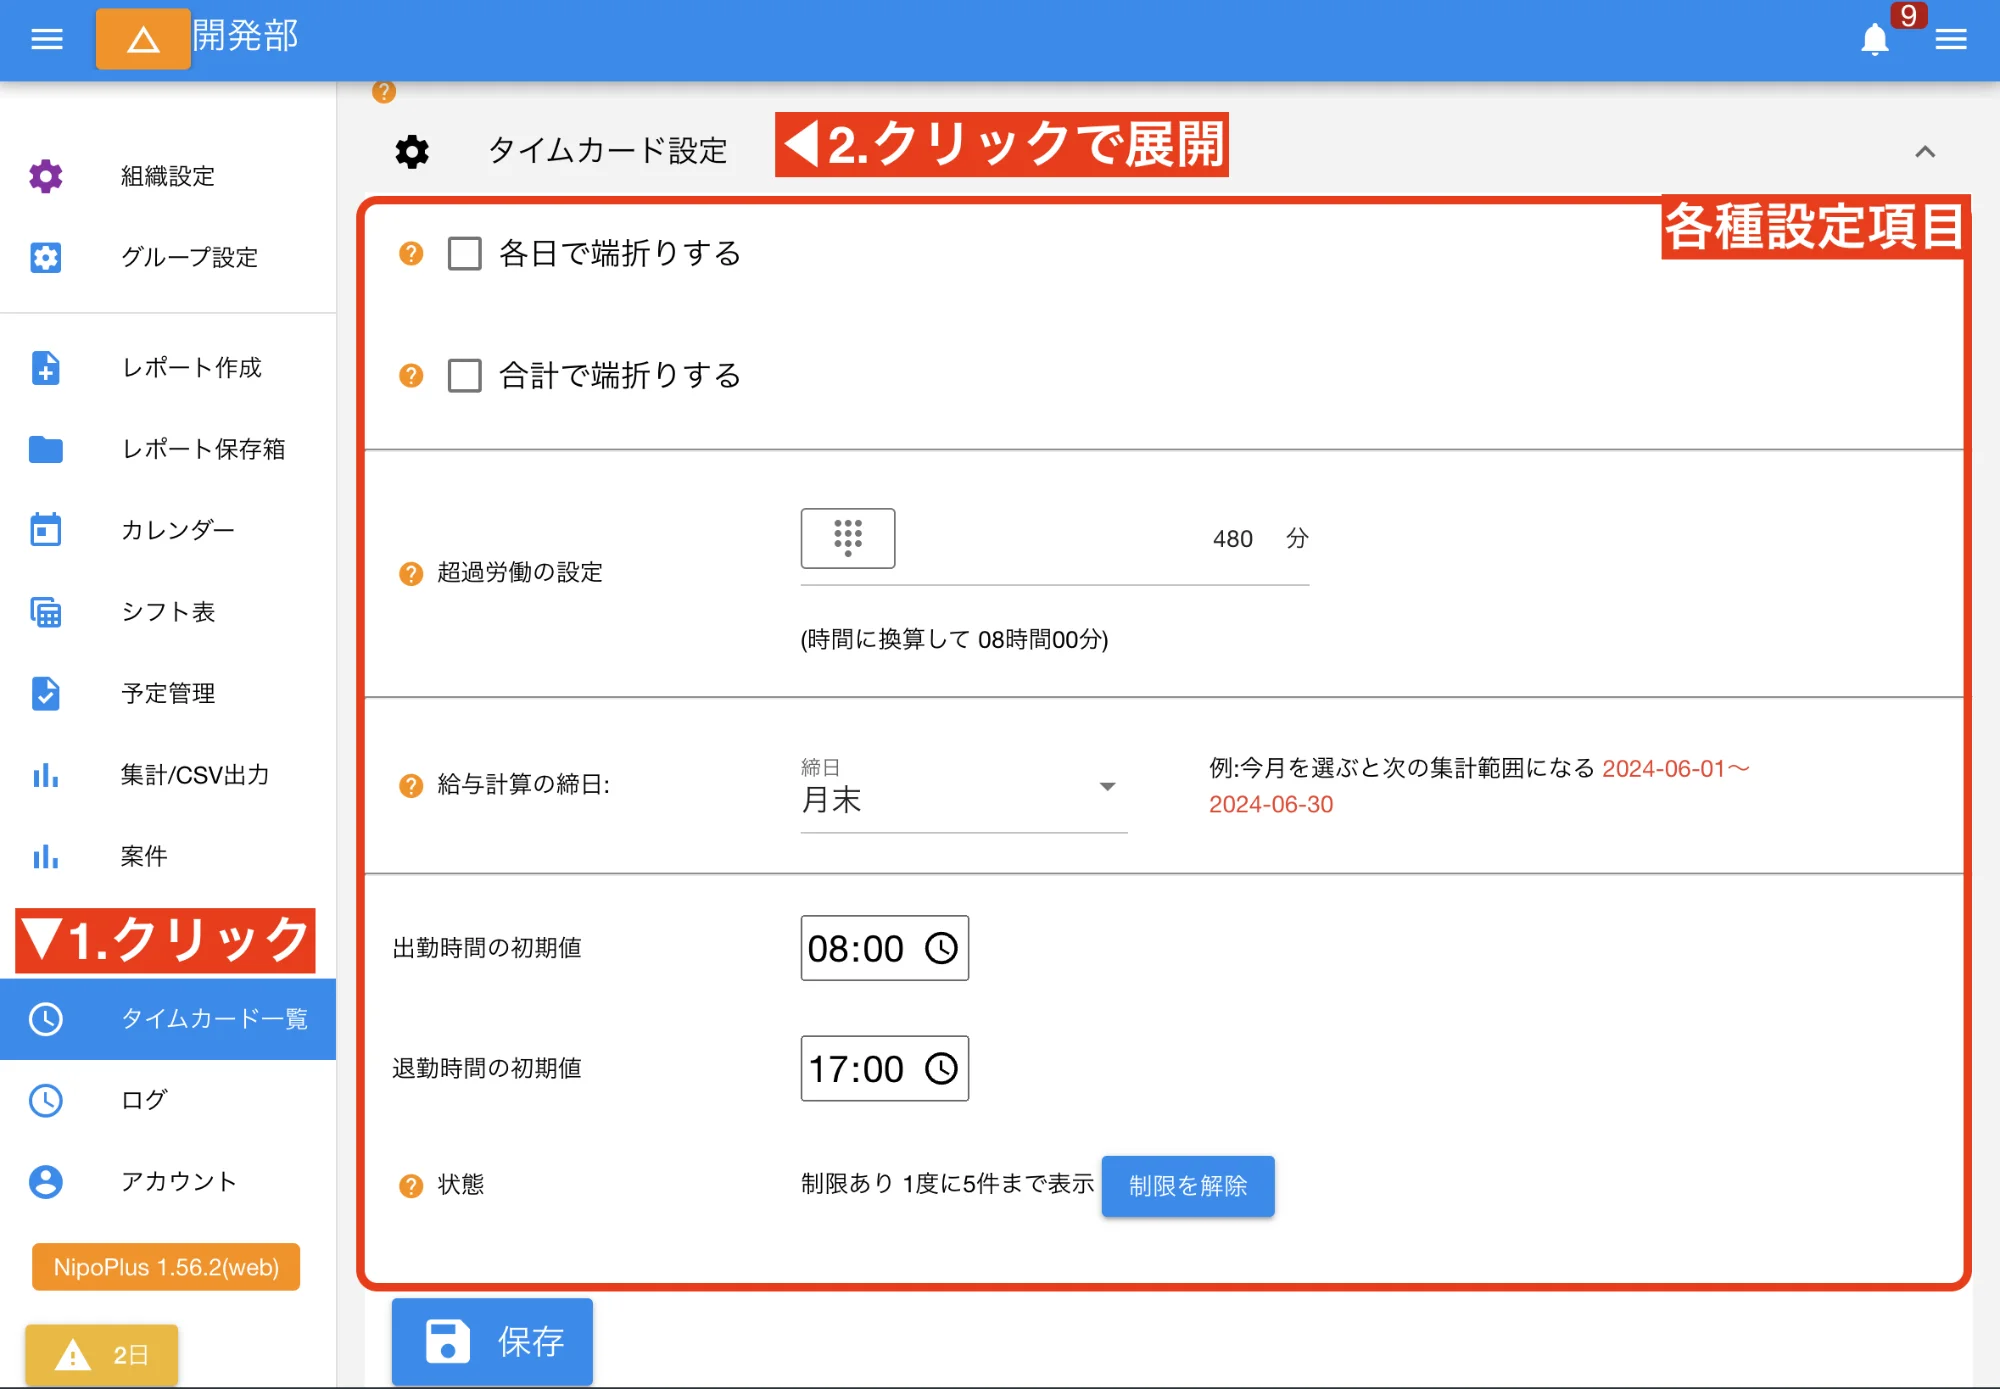 開発部
9
組織設定
グループ設定
レポート作成
レポート保存箱
カレンダー
シフト表
予定管理
集計/CSV出力
案件
▼1.クリック
タイムカード一覧
ログ
アカウント
NipoPlus 1.56.2(web)
2日
?
タイムカード設定
◀2.クリックで展開
各種設定項目
? 各日で端折りする
? 合計で端折りする
? 超過労働の設定
480 分
(時間に換算して 08時間00分)
? 給与計算の締日:
締日
月末
例:今月を選ぶと次の集計範囲になる 2024-06-01〜
2024-06-30
出勤時間の初期値
08:00
退勤時間の初期値
17:00
? 状態
制限あり 1度に5件まで表示
制限を解除
保存